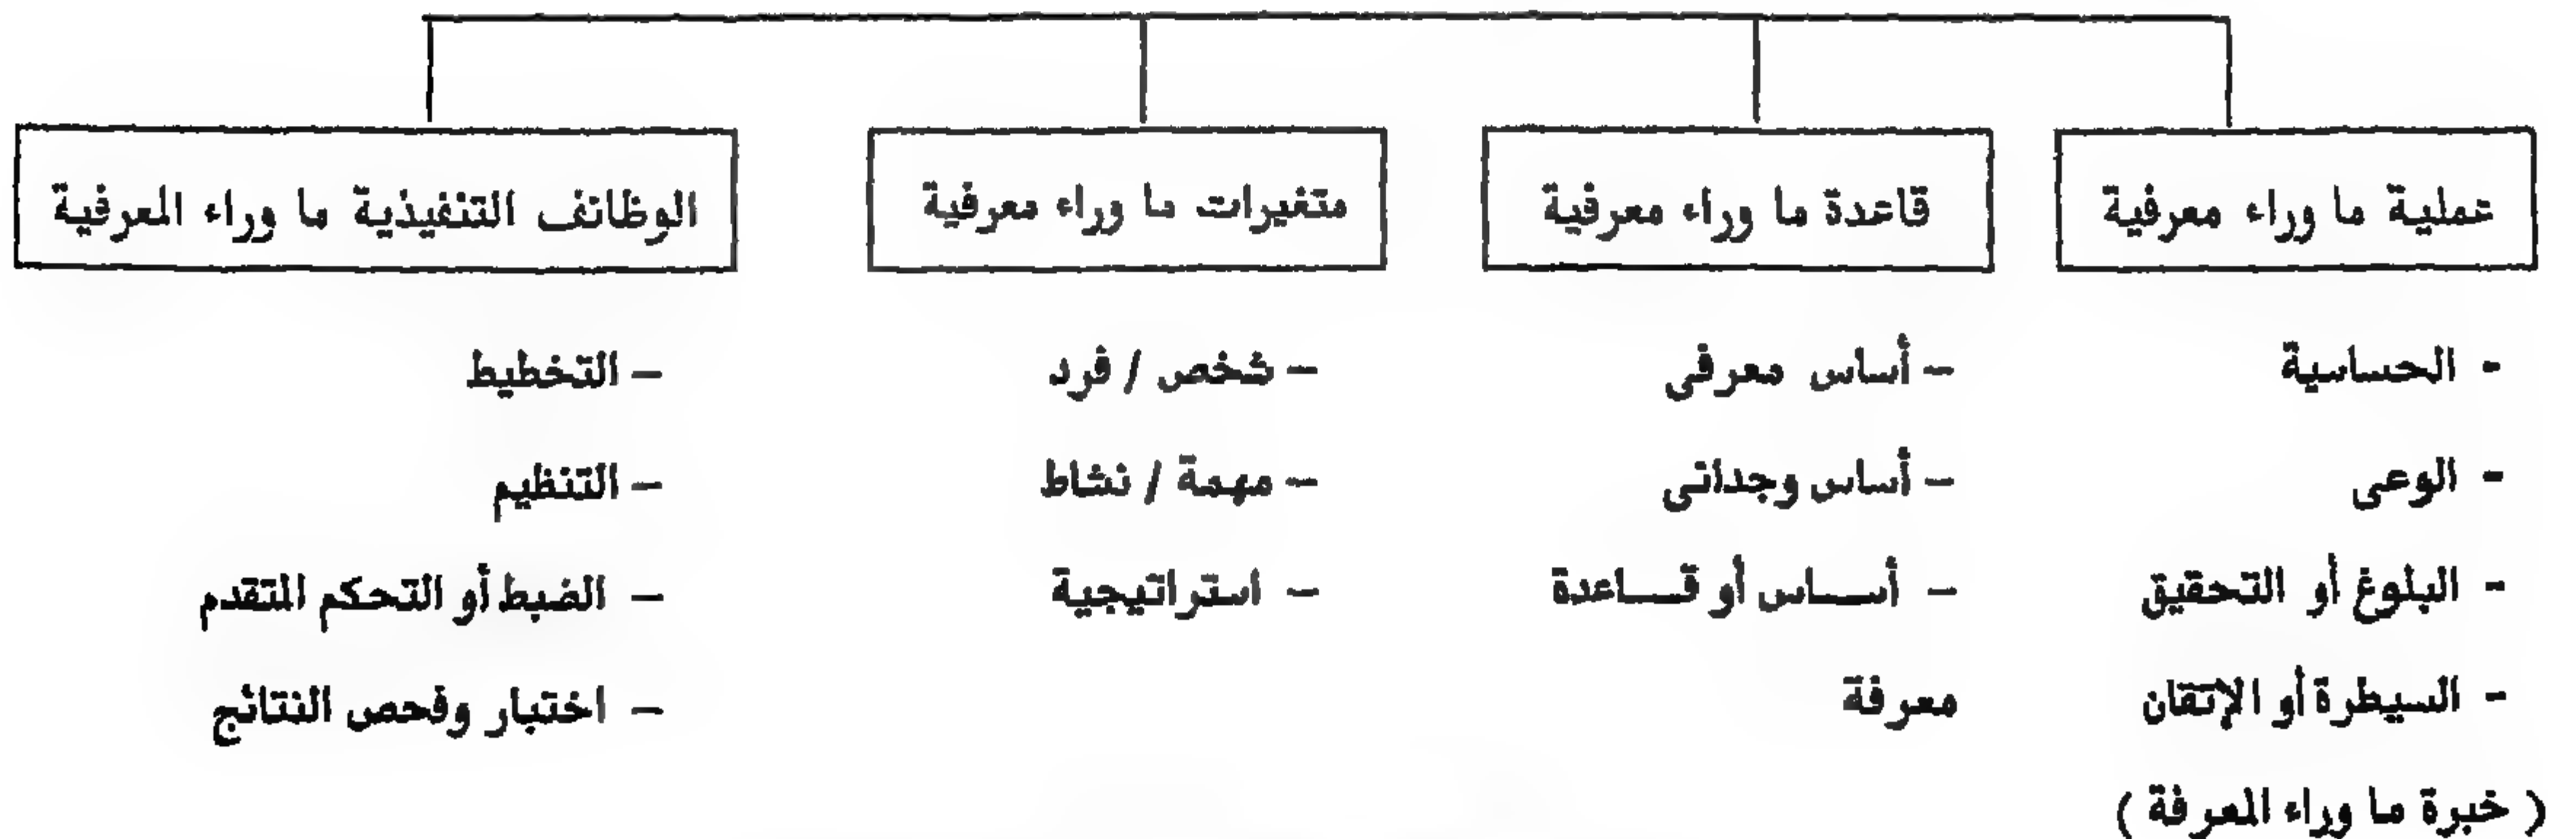 عملية ما وراء معرفية
قاعدة ما وراء معرفية
متغيرات ما وراء معرفية
الوظائف التنفيذية ما وراء المعرفية
- الحساسية
- الوعى
- البلوغ أو التحقيق
- السيطرة أو الإتقان
( خبرة ما وراء المعرفة )
– أساس معرفى
– أساس وجدانى
– أســاس أو قــاعدة
معرفة
– شخص / فرد
– مهمة / نشاط
– استراتيجية
– التخطيط
– التنظيم
– الضبط أو التحكم المتقدم
– اختبار وفحص النتائج